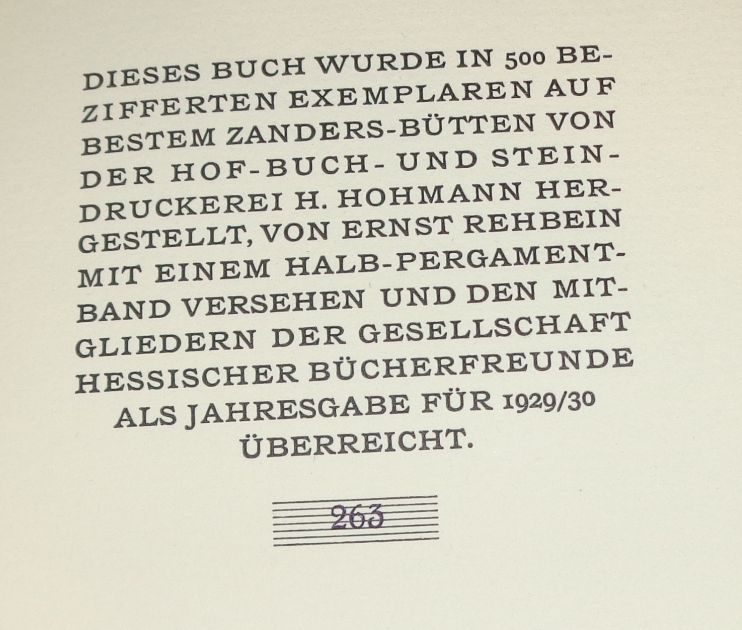 DIESES BUCH WURDE IN 500 BE-
ZIFFERTEN EXEMPLAREN AUF
BESTEM ZANDERS-BÜTTEN VON
DER HOF-BUCH- UND STEIN-
DRUCKEREI H. HOHMANN HER-
GESTELLT, VON ERNST REHBEIN
MIT EINEM HALB-PERGAMENT-
BAND VERSEHEN UND DEN MIT-
GLIEDERN DER GESELLSCHAFT
HESSISCHER BÜCHERFREUNDE
ALS JAHRESGABE FÜR 1929/30
ÜBERREICHT.
263